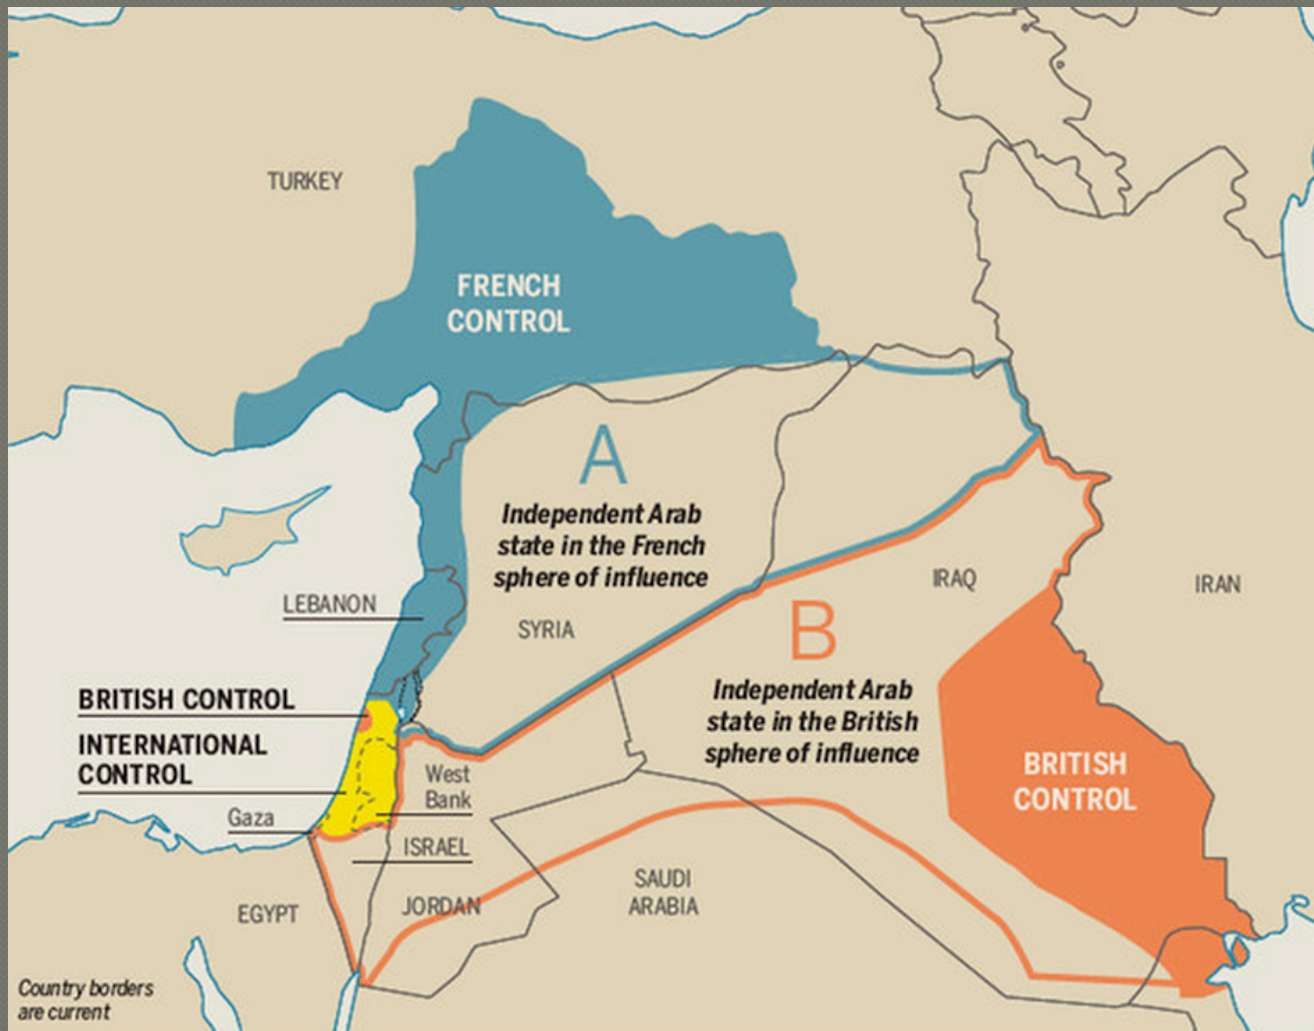 TURKEY
FRENCH
CONTROL
A
Independent Arab
state in the French
sphere of influence
IRAQ
IRAN
LEBANON
SYRIA
B
Independent Arab
state in the British
sphere of influence
BRITISH CONTROL
INTERNATIONAL
CONTROL
West
Bank
BRITISH
CONTROL
Gaza
ISRAEL
SAUDI
ARABIA
EGYPT
JORDAN
Country borders
are current